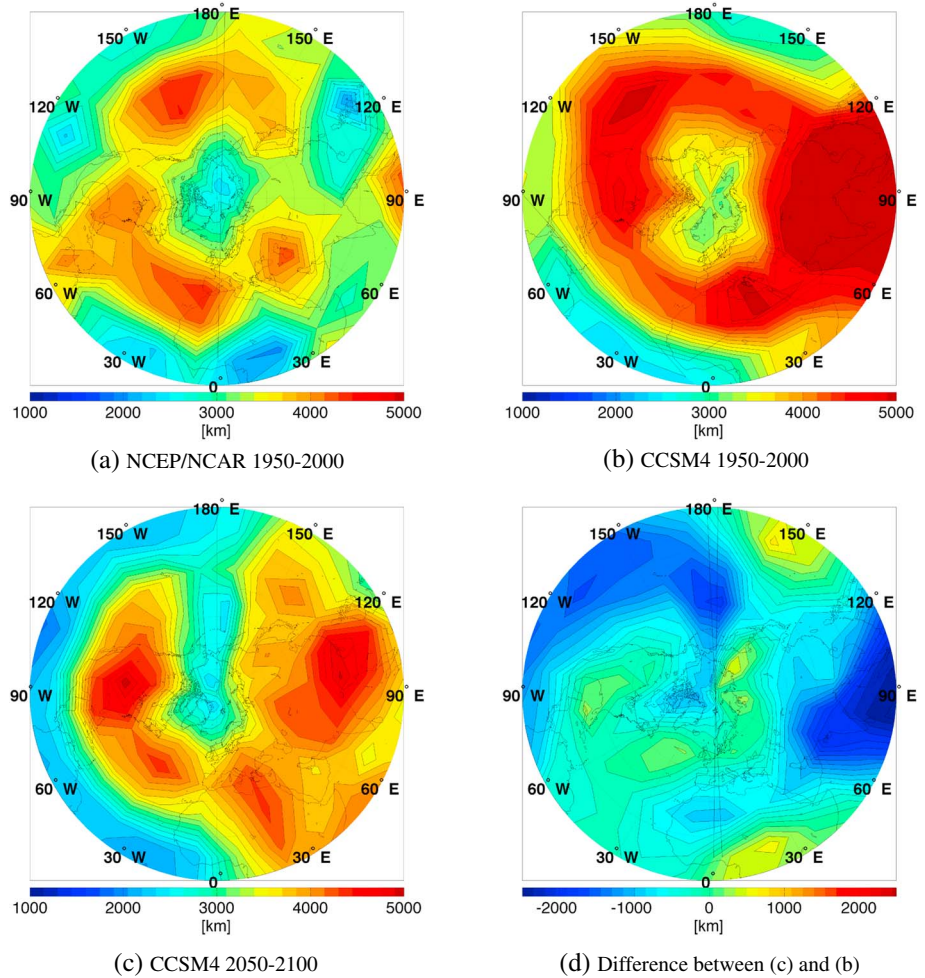 180° E
150° W
150° E
120° W
120° E
90° W
90° E
60° W
60° E
30° W
30° E
0°
1000 2000 3000 4000 5000
[km]
(a) NCEP/NCAR 1950-2000
180° E
150° W
150° E
120° W
120° E
90° W
90° E
60° W
60° E
30° W
30° E
0°
1000 2000 3000 4000 5000
[km]
(b) CCSM4 1950-2000
180° E
150° W
150° E
120° W
120° E
90° W
90° E
60° W
60° E
30° W
30° E
0°
1000 2000 3000 4000 5000
[km]
(c) CCSM4 2050-2100
180° E
150° W
150° E
120° W
120° E
90° W
90° E
60° W
60° E
30° W
30° E
0°
-2000 -1000 0 1000 2000
[km]
(d) Difference between (c) and (b)